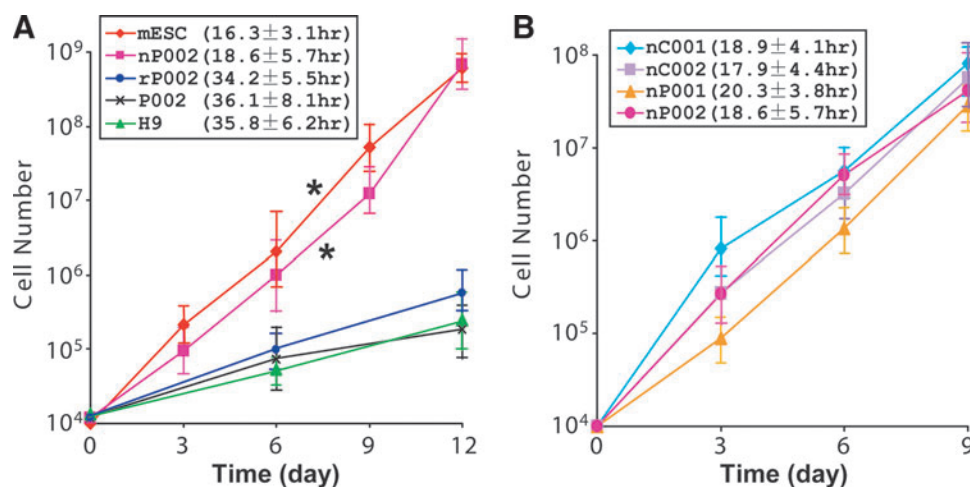 A
mESC (16.3±3.1hr)
nP002 (18.6±5.7hr)
rP002 (34.2±5.5hr)
P002 (36.1±8.1hr)
H9 (35.8±6.2hr)
10⁹
10⁸
10⁷
10⁶
10⁵
10⁴
Cell Number
*
*
0 3 6 9 12
Time (day)
B
nC001 (18.9±4.1hr)
nC002 (17.9±4.4hr)
nP001 (20.3±3.8hr)
nP002 (18.6±5.7hr)
10⁸
10⁷
10⁶
10⁵
10⁴
Cell Number
0 3 6 9
Time (day)